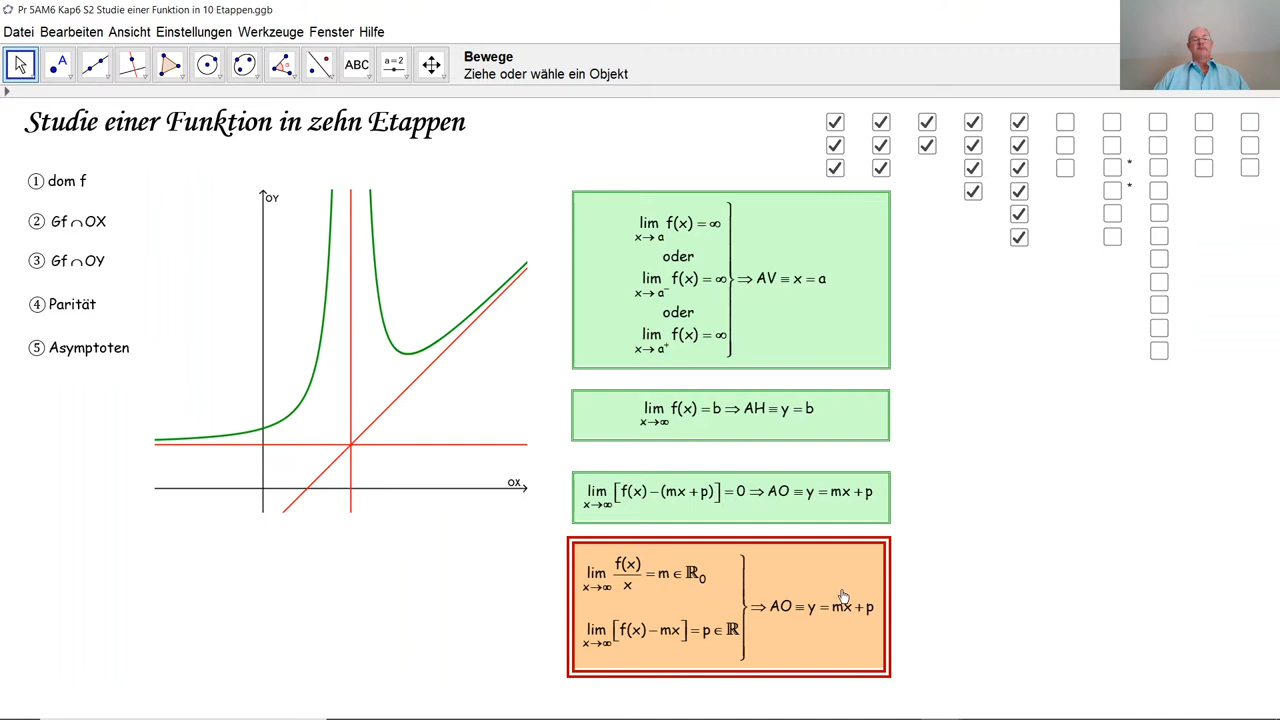 Pr 5AM6 Kap6 S2 Studie einer Funktion in 10 Etappen.ggb
Datei Bearbeiten Ansicht Einstellungen Werkzeuge Fenster Hilfe
A
ABC
a=2
Bewege
Ziehe oder wähle ein Objekt
Studie einer Funktion in zehn Etappen
① dom f
② Gf∩OX
③ Gf∩OY
④ Parität
⑤ Asymptoten
OY
OX
*
*
lim f(x) = ∞
x→a
oder
lim f(x) = ∞ ⇒ AV ≡ x = a
x→a⁻
oder
lim f(x) = ∞
x→a⁺
lim f(x) = b ⇒ AH ≡ y = b
x→∞
lim [f(x) − (mx + p)] = 0 ⇒ AO ≡ y = mx + p
x→∞
lim f(x)/x = m ∈ ℝ₀
x→∞
⇒ AO ≡ y = mx + p
lim [f(x) − mx] = p ∈ ℝ
x→∞